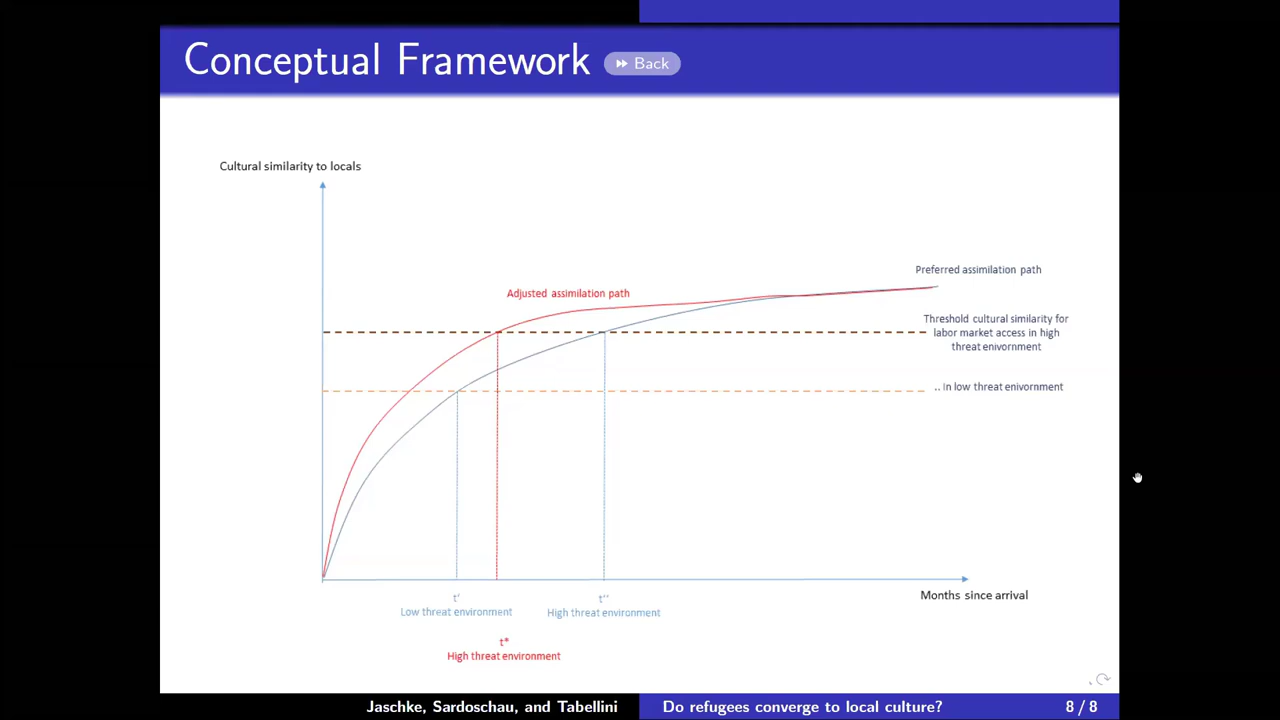 Conceptual Framework
Back
Cultural similarity to locals
Preferred assimilation path
Adjusted assimilation path
Threshold cultural similarity for
labor market access in high
threat enivornment
.. in low threat enivornment
Months since arrival
t'
Low threat environment
t''
High threat environment
t*
High threat environment
Jaschke, Sardoschau, and Tabellini
Do refugees converge to local culture?
8 / 8